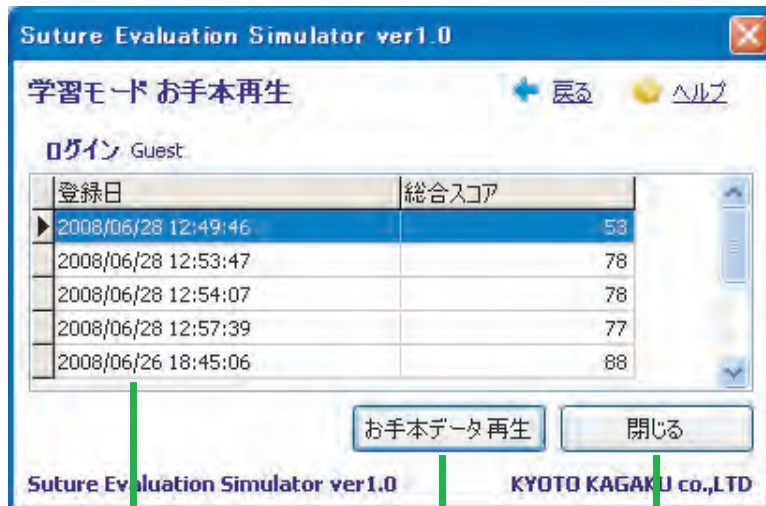 Suture Evaluation Simulator ver1.0
学習モード お手本再生 戻る ヘルプ
ログイン Guest
登録日 総合スコア
2008/06/28 12:49:46 53
2008/06/28 12:53:47 78
2008/06/28 12:54:07 78
2008/06/28 12:57:39 77
2008/06/26 18:45:06 88
お手本データ再生 閉じる
Suture Evaluation Simulator ver1.0 KYOTO KAGAKU co.,LTD